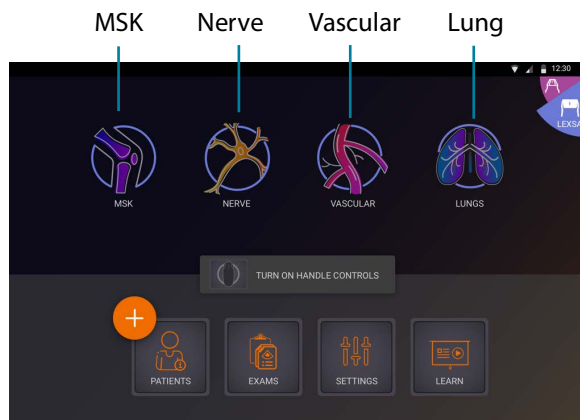 MSK Nerve Vascular Lung
12:30
LEXSA
MSK NERVE VASCULAR LUNGS
TURN ON HANDLE CONTROLS
PATIENTS EXAMS SETTINGS LEARN